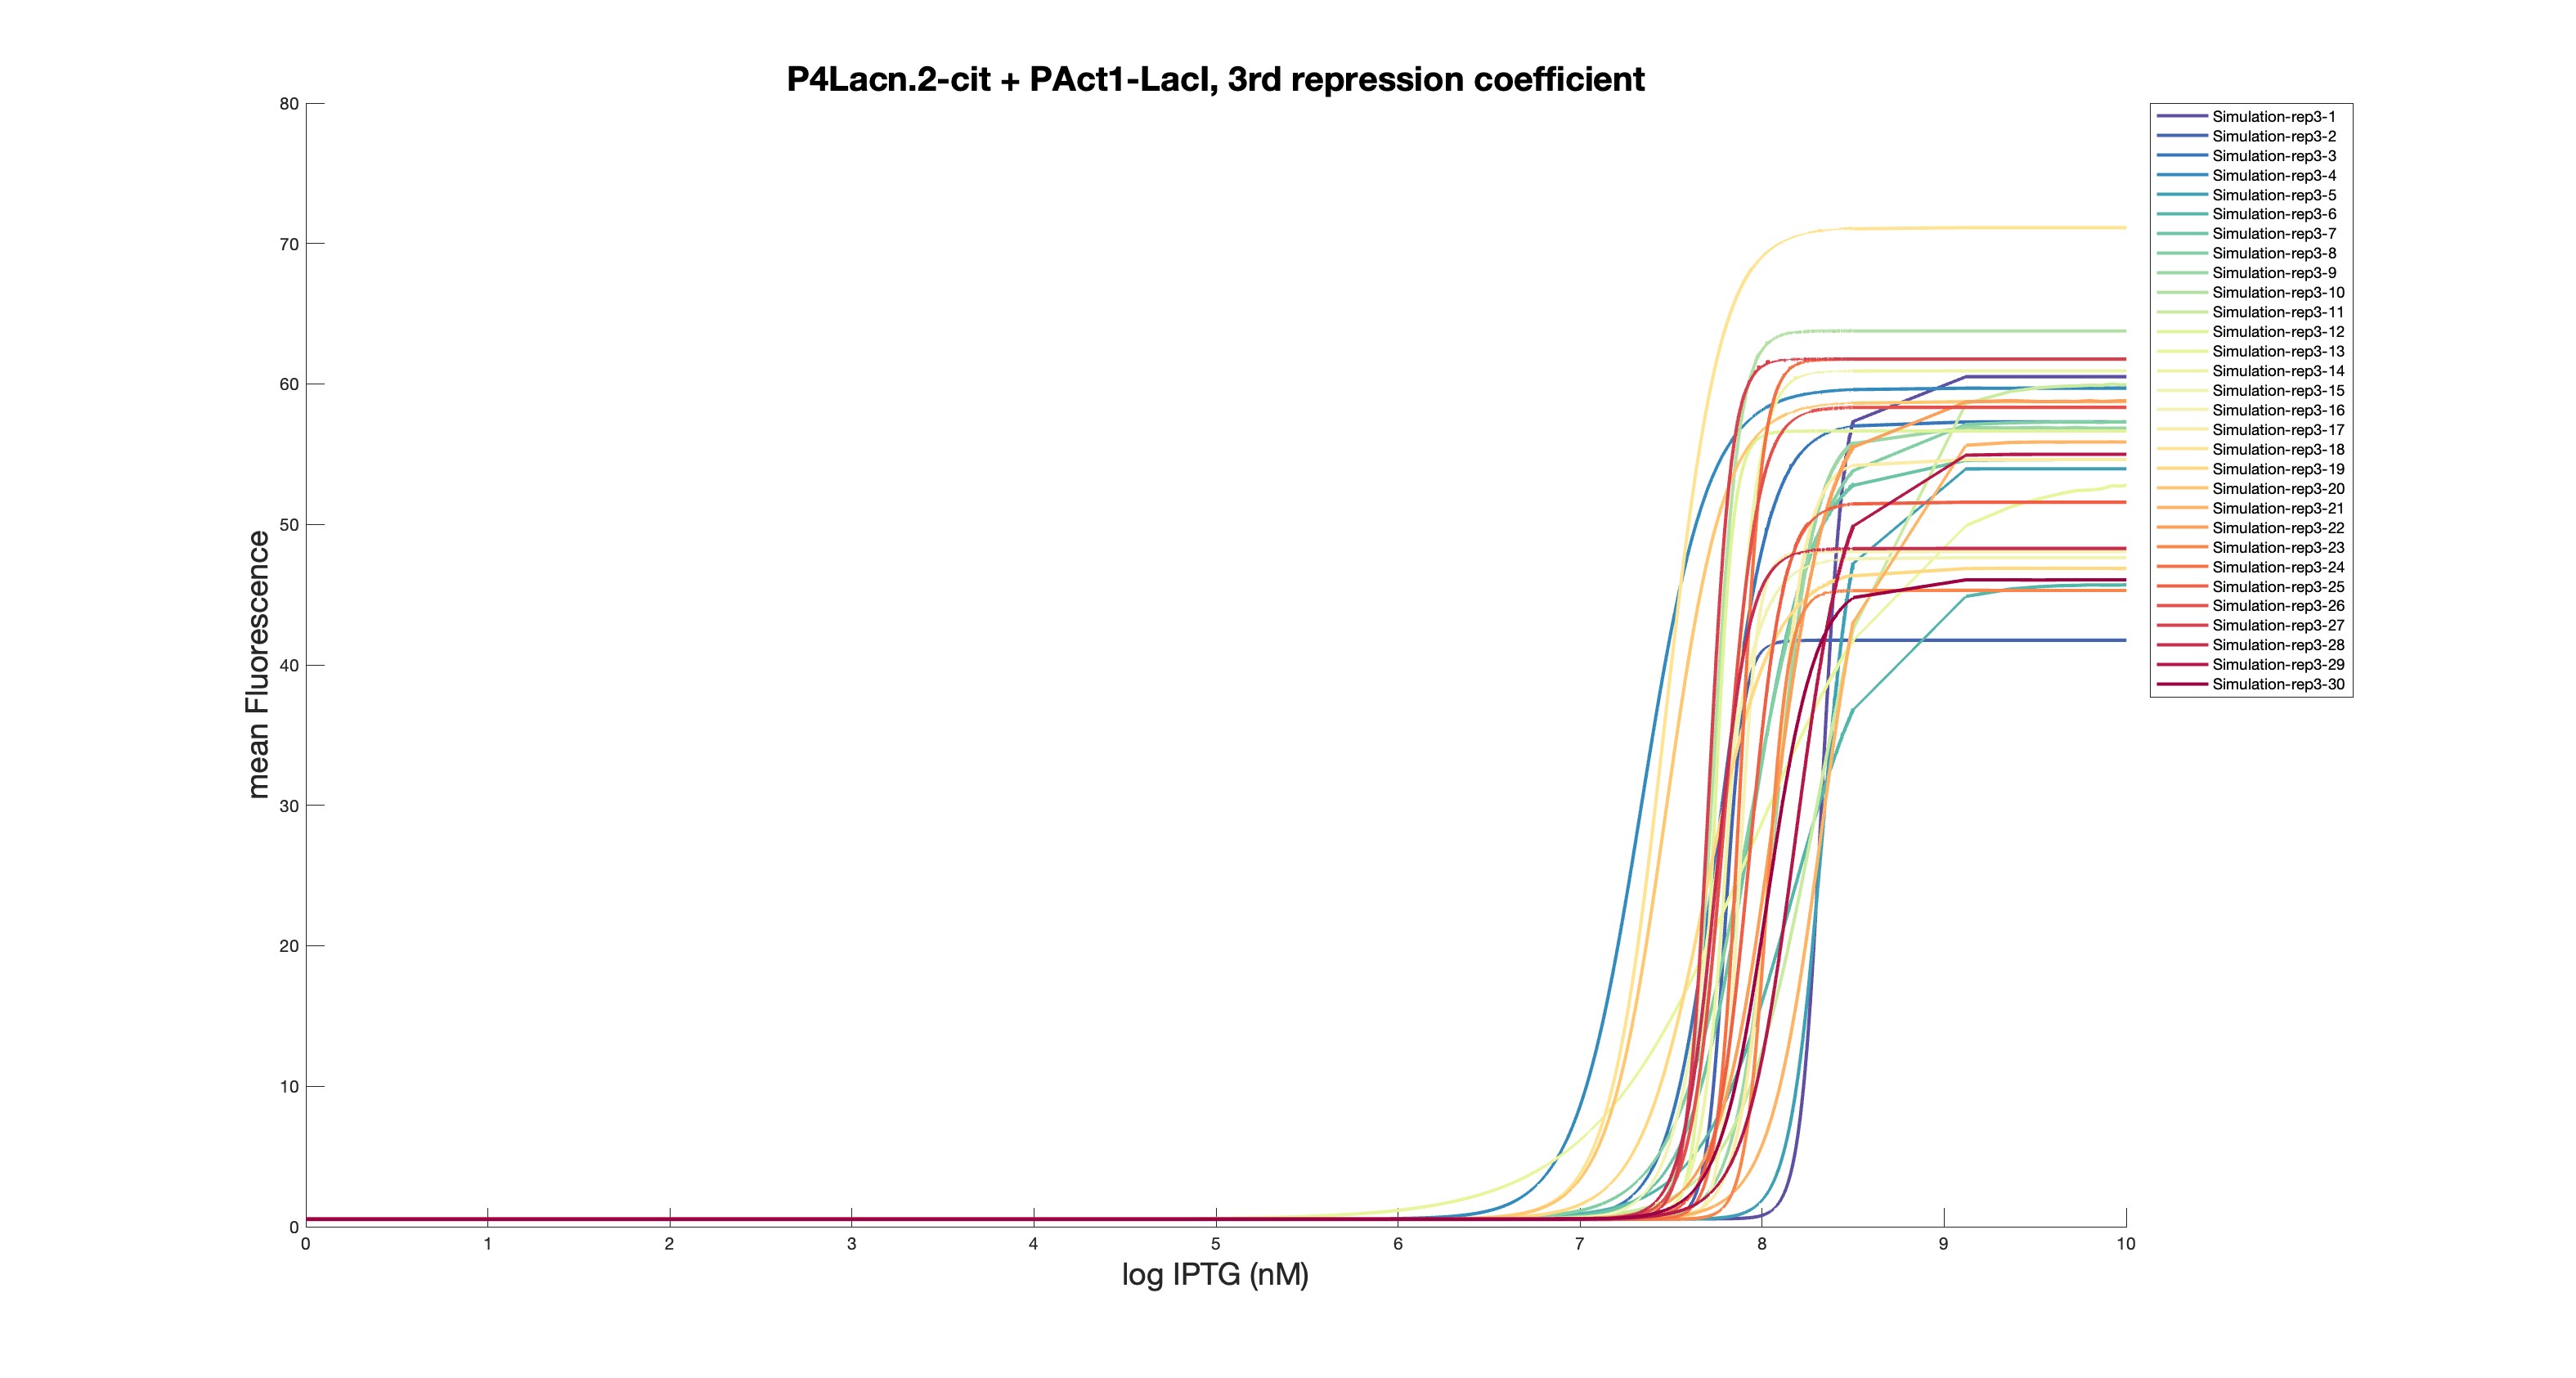 P4Lacn.2-cit + PAct1-LacI, 3rd repression coefficient
80
70
60
50
40
30
20
10
0
mean Fluorescence
0 1 2 3 4 5 6 7 8 9 10
log IPTG (nM)
Simulation-rep3-1
Simulation-rep3-2
Simulation-rep3-3
Simulation-rep3-4
Simulation-rep3-5
Simulation-rep3-6
Simulation-rep3-7
Simulation-rep3-8
Simulation-rep3-9
Simulation-rep3-10
Simulation-rep3-11
Simulation-rep3-12
Simulation-rep3-13
Simulation-rep3-14
Simulation-rep3-15
Simulation-rep3-16
Simulation-rep3-17
Simulation-rep3-18
Simulation-rep3-19
Simulation-rep3-20
Simulation-rep3-21
Simulation-rep3-22
Simulation-rep3-23
Simulation-rep3-24
Simulation-rep3-25
Simulation-rep3-26
Simulation-rep3-27
Simulation-rep3-28
Simulation-rep3-29
Simulation-rep3-30